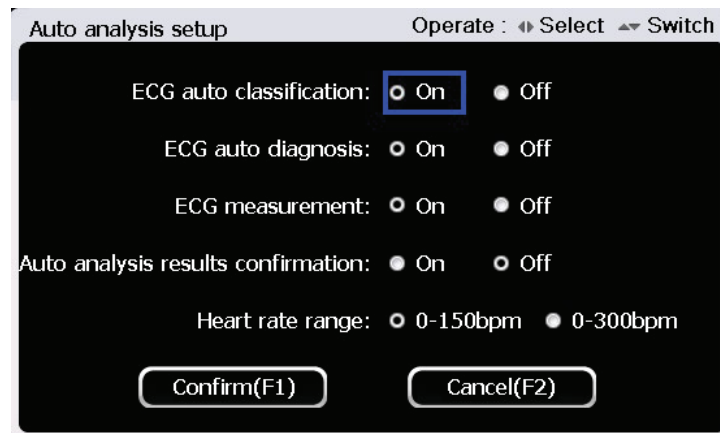 Auto analysis setup Operate : Select Switch
ECG auto classification: On Off
ECG auto diagnosis: On Off
ECG measurement: On Off
Auto analysis results confirmation: On Off
Heart rate range: 0-150bpm 0-300bpm
Confirm(F1) Cancel(F2)